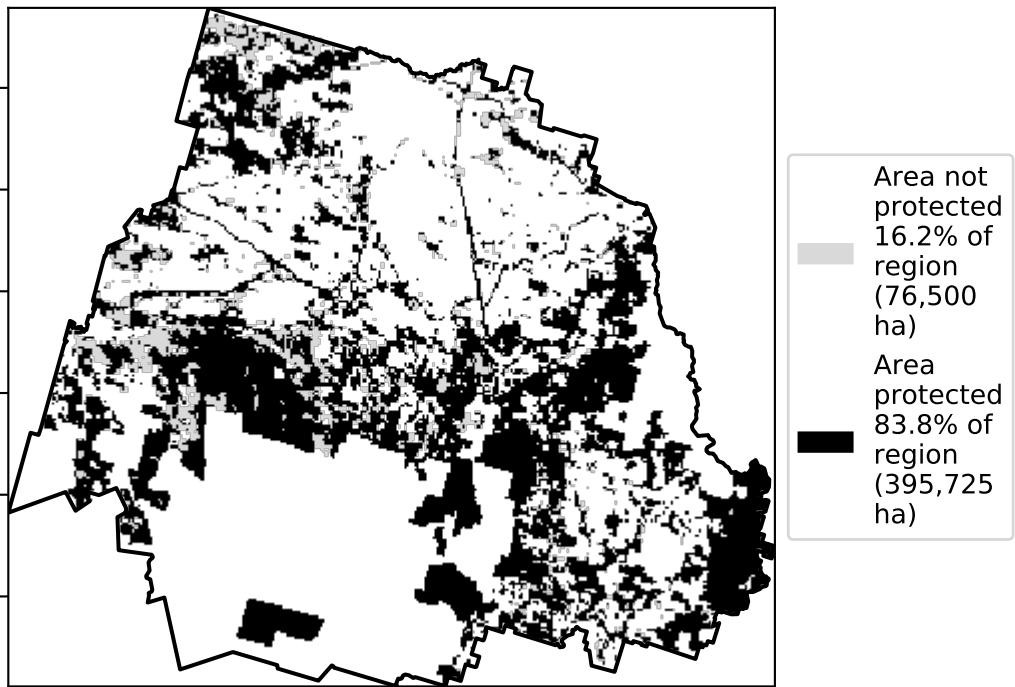 Area not
protected
16.2% of
region
(76,500
ha)
Area
protected
83.8% of
region
(395,725
ha)